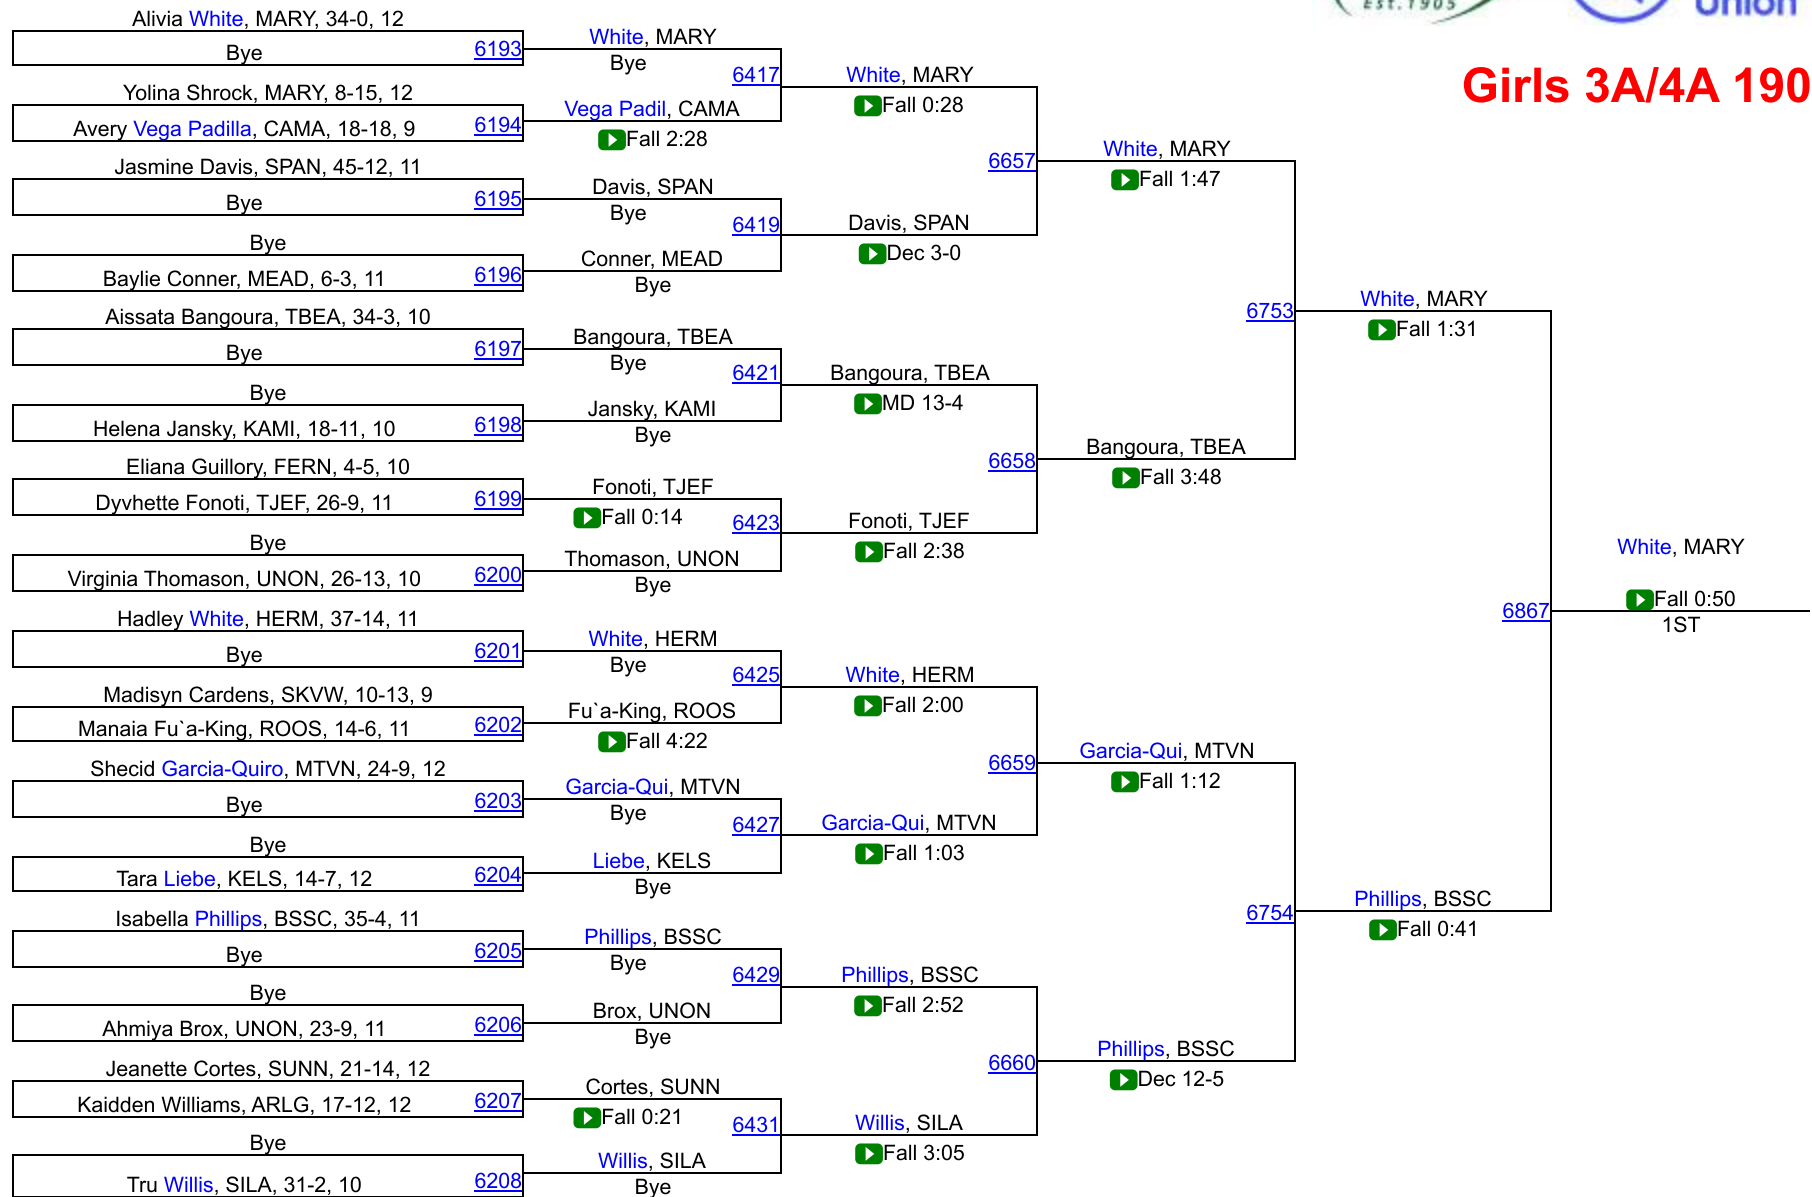 Est. 1905
Union
Girls 3A/4A 190
Alivia White, MARY, 34-0, 12
Bye
6193
White, MARY
Bye
6417
White, MARY
Fall 0:28
Yolina Shrock, MARY, 8-15, 12
Avery Vega Padilla, CAMA, 18-18, 9
6194
Vega Padil, CAMA
Fall 2:28
6657
White, MARY
Fall 1:47
Jasmine Davis, SPAN, 45-12, 11
Bye
6195
Davis, SPAN
Bye
6419
Davis, SPAN
Dec 3-0
Bye
Baylie Conner, MEAD, 6-3, 11
6196
Conner, MEAD
Bye
6753
White, MARY
Fall 1:31
Aissata Bangoura, TBEA, 34-3, 10
Bye
6197
Bangoura, TBEA
Bye
6421
Bangoura, TBEA
MD 13-4
Bye
Helena Jansky, KAMI, 18-11, 10
6198
Jansky, KAMI
Bye
6658
Bangoura, TBEA
Fall 3:48
Eliana Guillory, FERN, 4-5, 10
Dyvhette Fonoti, TJEF, 26-9, 11
6199
Fonoti, TJEF
Fall 0:14
6423
Fonoti, TJEF
Fall 2:38
Bye
Virginia Thomason, UNON, 26-13, 10
6200
Thomason, UNON
Bye
6867
White, MARY
Fall 0:50
1ST
Hadley White, HERM, 37-14, 11
Bye
6201
White, HERM
Bye
6425
White, HERM
Fall 2:00
Madisyn Cardens, SKVW, 10-13, 9
Manaia Fu`a-King, ROOS, 14-6, 11
6202
Fu`a-King, ROOS
Fall 4:22
6659
Garcia-Qui, MTVN
Fall 1:12
Shecid Garcia-Quiro, MTVN, 24-9, 12
Bye
6203
Garcia-Qui, MTVN
Bye
6427
Garcia-Qui, MTVN
Fall 1:03
Bye
Tara Liebe, KELS, 14-7, 12
6204
Liebe, KELS
Bye
6754
Phillips, BSSC
Fall 0:41
Isabella Phillips, BSSC, 35-4, 11
Bye
6205
Phillips, BSSC
Bye
6429
Phillips, BSSC
Fall 2:52
Bye
Ahmiya Brox, UNON, 23-9, 11
6206
Brox, UNON
Bye
6660
Phillips, BSSC
Dec 12-5
Jeanette Cortes, SUNN, 21-14, 12
Kaidden Williams, ARLG, 17-12, 12
6207
Cortes, SUNN
Fall 0:21
6431
Willis, SILA
Fall 3:05
Bye
Tru Willis, SILA, 31-2, 10
6208
Willis, SILA
Bye